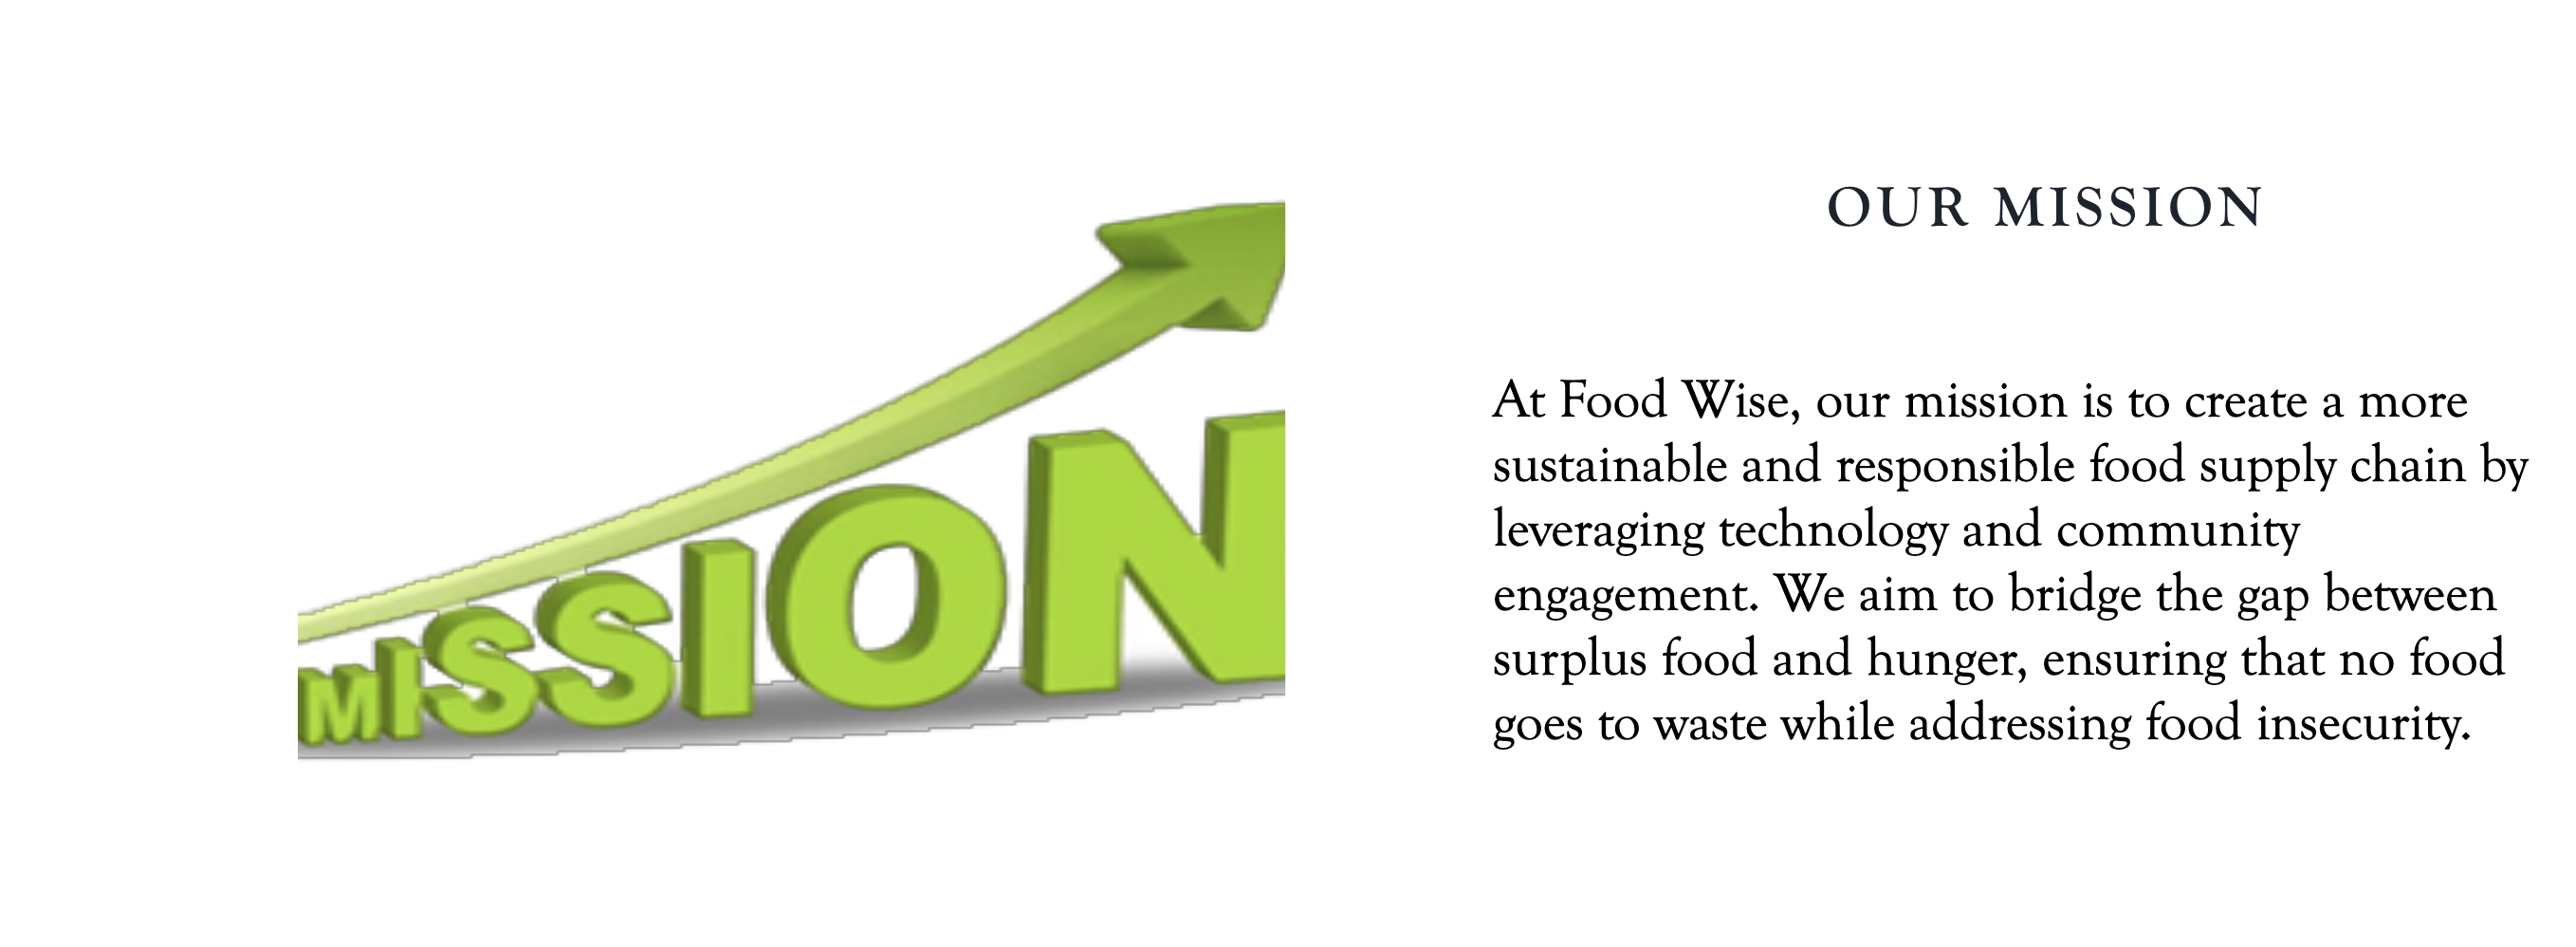 MISSION
OUR MISSION
At Food Wise, our mission is to create a more
sustainable and responsible food supply chain by
leveraging technology and community
engagement. We aim to bridge the gap between
surplus food and hunger, ensuring that no food
goes to waste while addressing food insecurity.